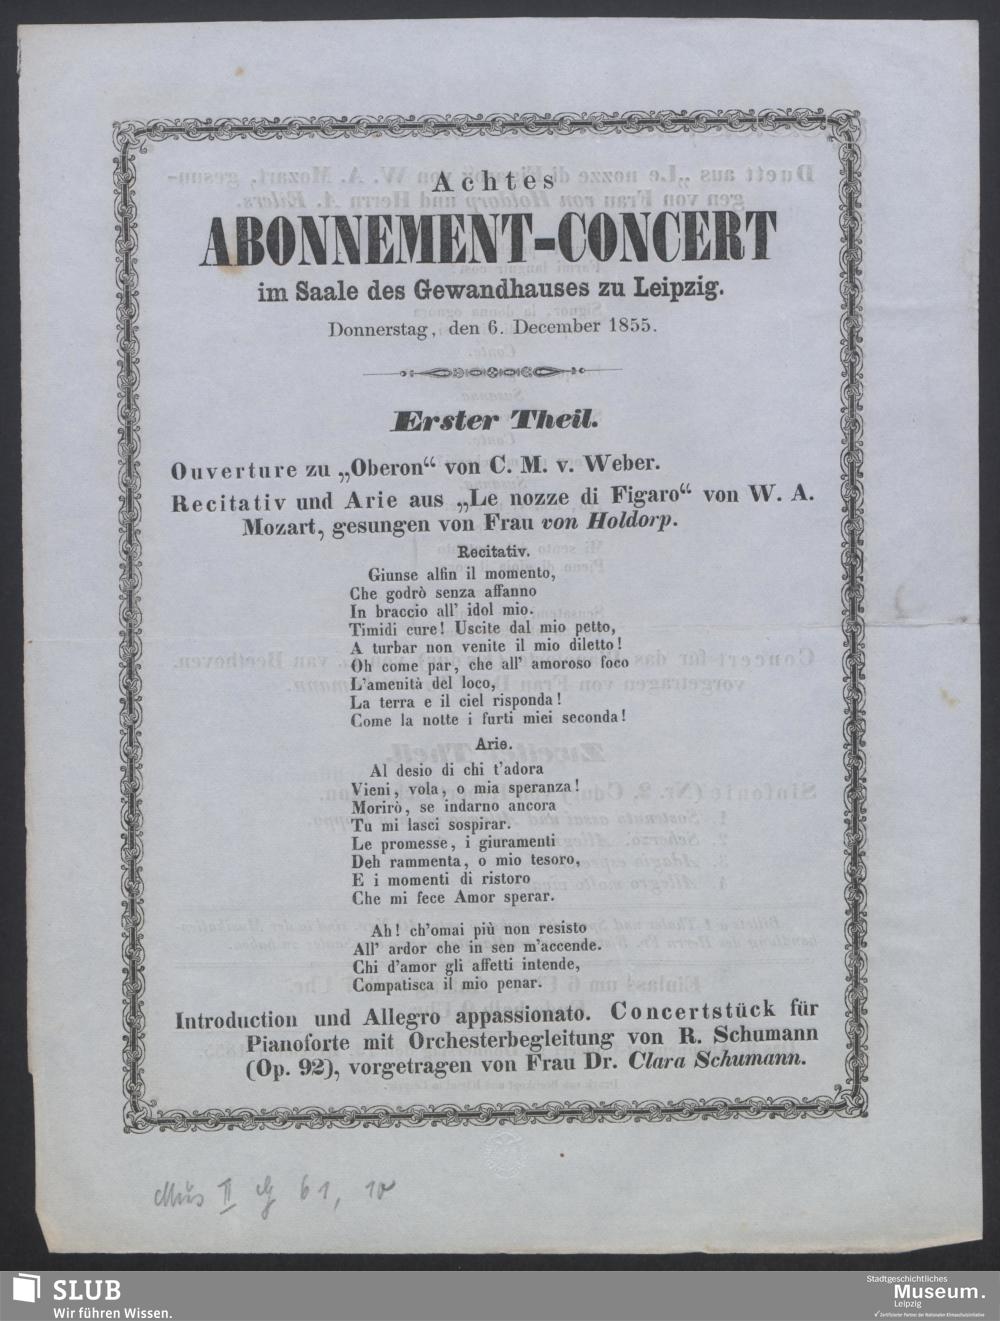 Achtes
ABONNEMENT-CONCERT
im Saale des Gewandhauses zu Leipzig.
Donnerstag, den 6. December 1855.
Erster Theil.
Ouverture zu „Oberon“ von C. M. v. Weber.
Recitativ und Arie aus „Le nozze di Figaro“ von W. A.
Mozart, gesungen von Frau von Holdorp.
Recitativ.
Giunse alfin il momento,
Che godrò senza affanno
In braccio all' idol mio.
Timidi cure! Uscite dal mio petto,
A turbar non venite il mio diletto!
Oh come par, che all' amoroso foco
L'amenità del loco,
La terra e il ciel risponda!
Come la notte i furti miei seconda!
Arie.
Al desio di chi t'adora
Vieni, vola, o mia speranza!
Morirò, se indarno ancora
Tu mi lasci sospirar.
Le promesse, i giuramenti
Deh rammenta, o mio tesoro,
E i momenti di ristoro
Che mi fece Amor sperar.
Ah! ch'omai più non resisto
All' ardor che in sen m'accende.
Chi d'amor gli affetti intende,
Compatisca il mio penar.
Introduction und Allegro appassionato. Concertstück für
Pianoforte mit Orchesterbegleitung von R. Schumann
(Op. 92), vorgetragen von Frau Dr. Clara Schumann.
Mus II 61, 10
SLUB
Wir führen Wissen.
Stadtgeschichtliches
Museum.
Leipzig